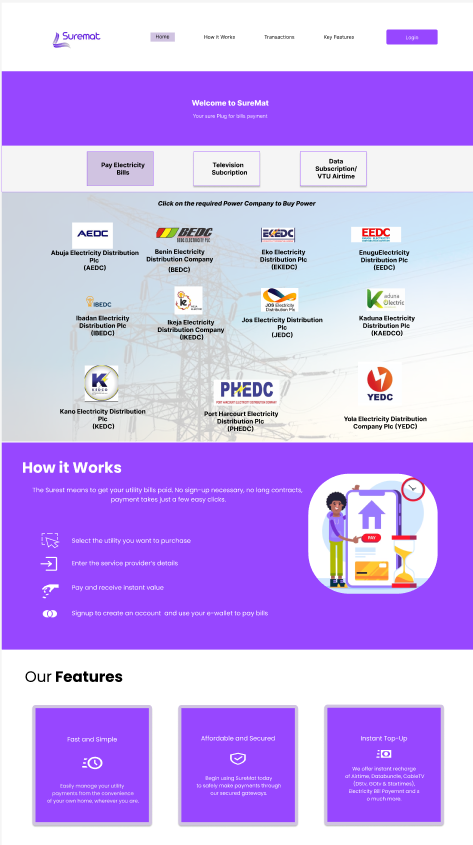 Suremat
Home
How It Works
Transactions
Key Features
Login
Welcome to SureMat
Your sure Plug for bills payment
Pay Electricity
Bills
Television
Subcription
Data
Subscription/
VTU Airtime
Click on the required Power Company to Buy Power
AEDC
Abuja Electricity Distribution
Plc
(AEDC)
BEDC
BENIN ELECTRICITY PLC
Benin Electricity
Distribution Company
(BEDC)
EKEDC
Eko Electricity
Distribution Plc
(EKEDC)
EEDC
EnuguElectricity
Distribution Plc
(EEDC)
IBEDC
Ibadan Electricity
Distribution Plc
(IBEDC)
ie
Ikeja Electricity
Distribution Company
(IKEDC)
JOS Electricity
Distribution Plc
Jos Electricity Distribution
Plc
(JEDC)
Kaduna
Electric
Kaduna Electricity
Distribution Plc
(KAEDCO)
K
KEDCO
Kano Electricity Distribution
Plc
(KEDC)
PHEDC
PORT HARCOURT ELECTRICITY DISTRIBUTION COMPANY
Port Harcourt Electricity
Distribution Plc
(PHEDC)
YEDC
Yola Electricity Distribution
Company Plc (YEDC)
How it Works
The Surest means to get your utility bills paid. No sign-up necessary, no long contracts,
payment takes just a few easy clicks.
Select the utility you want to purchase
Enter the service provider's details
Pay and receive instant value
Signup to create an account and use your e-wallet to pay bills
PAY
Our Features
Fast and Simple
Easily manage your utility
payments from the convenience
of your own home, wherever you are.
Affordable and Secured
Begin using SureMat today
to safely make payments through
our secured gateways.
Instant Top-Up
We offer instant recharge
of Airtime, Databundle, CableTV
(DStv, GOtv & Startimes),
Electricity Bill Payemnt and s
o much more.